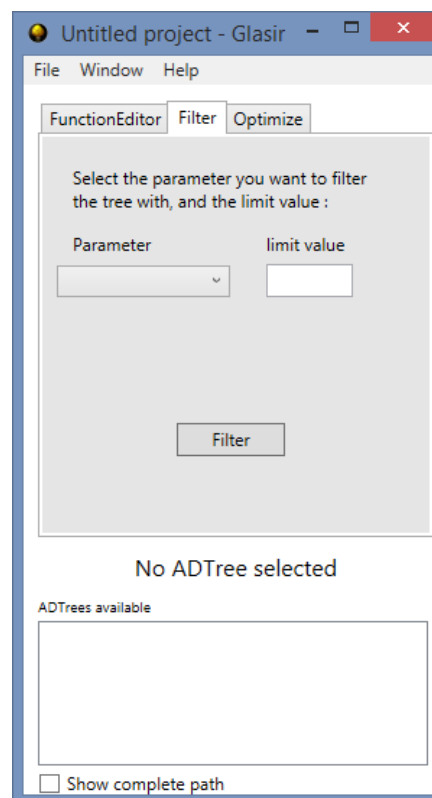 Untitled project - Glasir
File Window Help
FunctionEditor Filter Optimize
Select the parameter you want to filter
the tree with, and the limit value :
Parameter limit value
Filter
No ADTree selected
ADTrees available
Show complete path